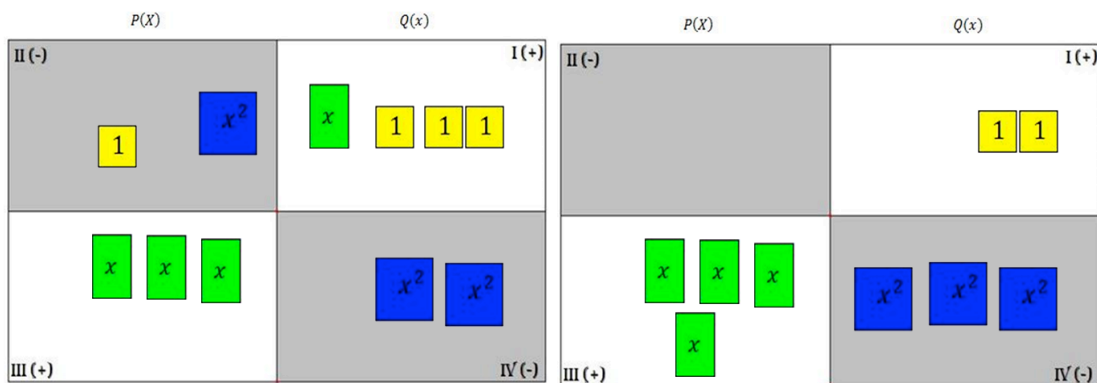 P(X) Q(x)
II (-) I (+)
1 x² x 1 1 1
x x x x² x²
III (+) IV (-)
P(X) Q(x)
II (-) I (+)
1 1
x x x x² x² x²
x
III (+) IV (-)